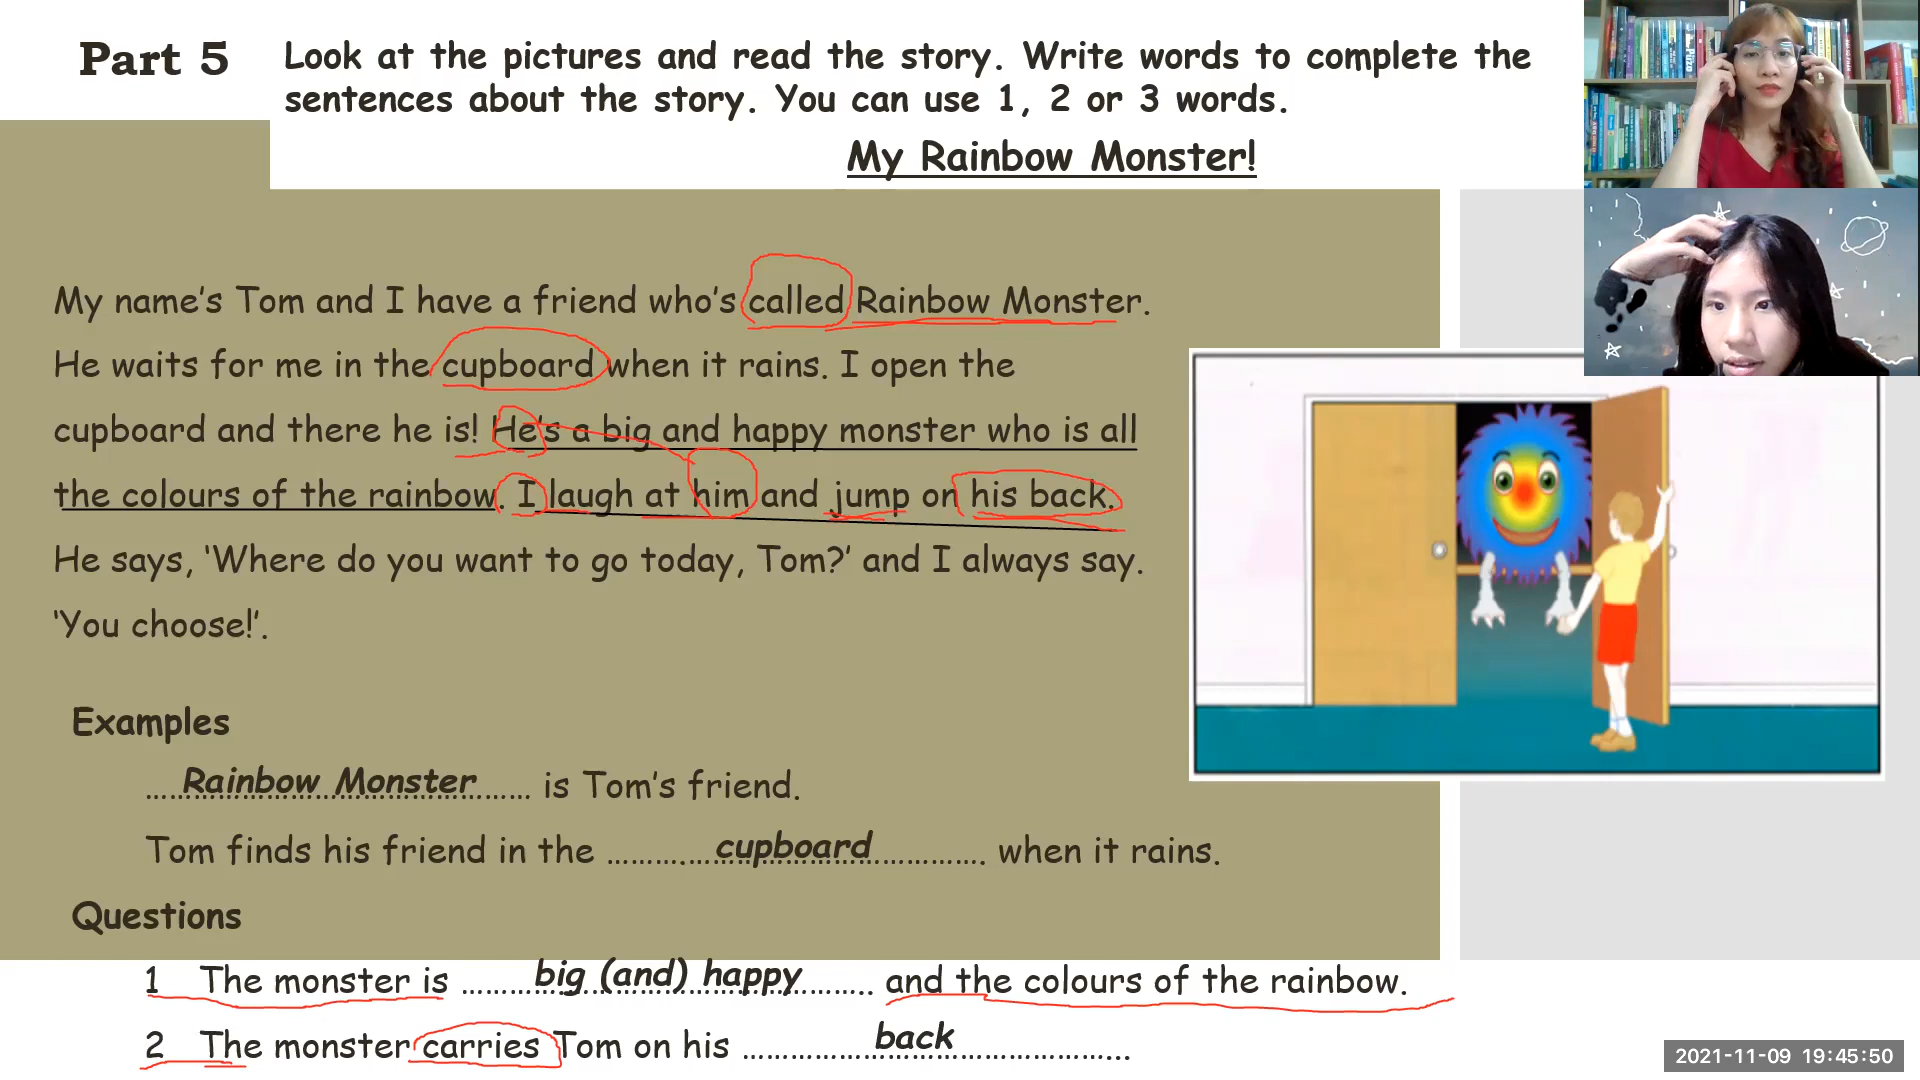 Part 5
Look at the pictures and read the story. Write words to complete the
sentences about the story. You can use 1, 2 or 3 words.
My Rainbow Monster!
My name’s Tom and I have a friend who’s called Rainbow Monster.
He waits for me in the cupboard when it rains. I open the
cupboard and there he is! He’s a big and happy monster who is all
the colours of the rainbow. I laugh at him and jump on his back.
He says, ‘Where do you want to go today, Tom?’ and I always say.
‘You choose!’.
Examples
……Rainbow Monster…… is Tom’s friend.
Tom finds his friend in the ………cupboard………. when it rains.
Questions
1 The monster is ………big (and) happy……… and the colours of the rainbow.
2 The monster carries Tom on his ………back………
2021-11-09 19:45:50